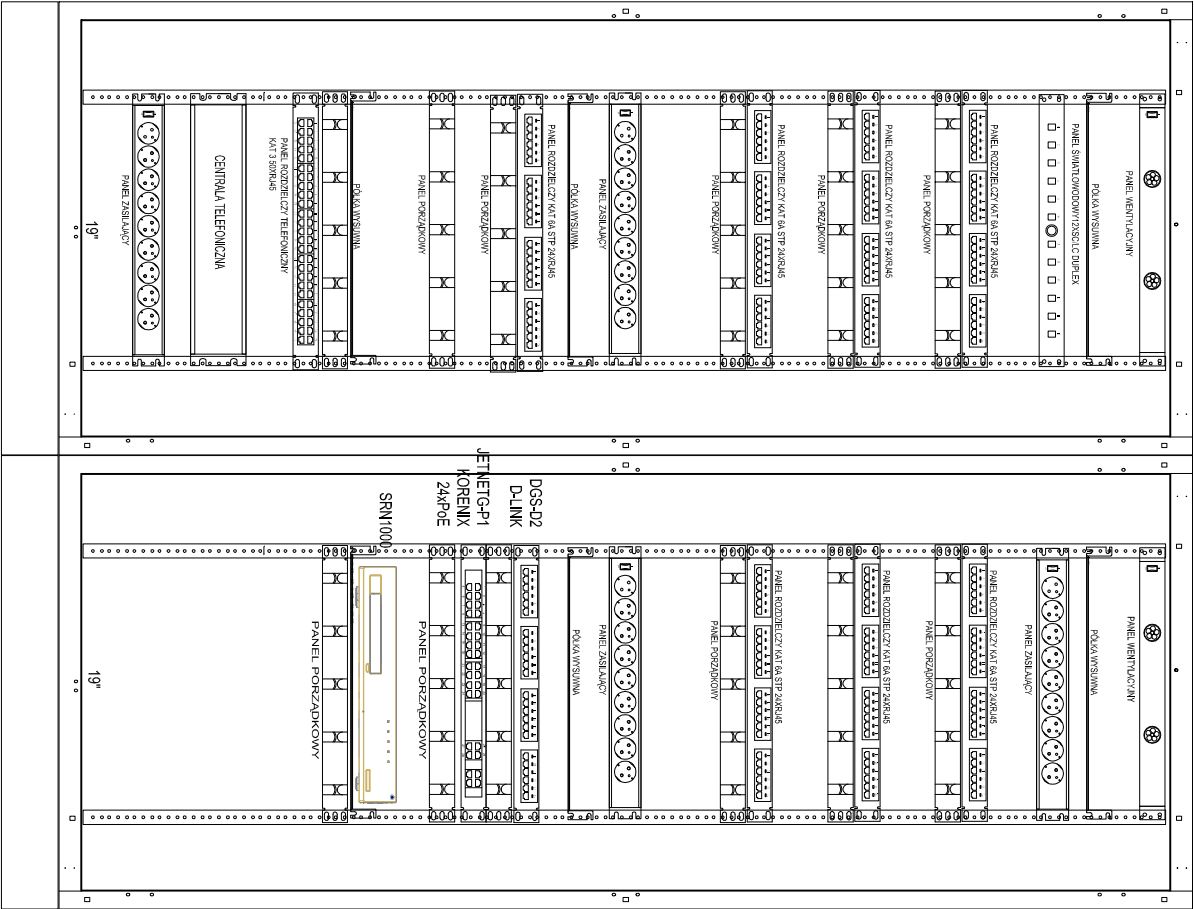 PANEL WENTYLACYJNY
PÓŁKA WYSUWNA
PANEL ŚWIATŁOWODOWY12XSC/LC DUPLEX
PANEL ROZDZIELCZY KAT 6A STP 24XRJ45
PANEL PORZĄDKOWY
PANEL ROZDZIELCZY KAT 6A STP 24XRJ45
PANEL PORZĄDKOWY
PANEL ROZDZIELCZY KAT 6A STP 24XRJ45
PANEL PORZĄDKOWY
PANEL ZASILAJĄCY
PÓŁKA WYSUWNA
PANEL ROZDZIELCZY KAT 6A STP 24XRJ45
PANEL PORZĄDKOWY
PANEL PORZĄDKOWY
PÓŁKA WYSUWNA
PANEL ROZDZIELCZY TELEFONICZNY
KAT 3 50XRJ45
CENTRALA TELEFONICZNA
PANEL ZASILAJĄCY
19"
PANEL WENTYLACYJNY
PÓŁKA WYSUWNA
PANEL ZASILAJĄCY
PANEL ROZDZIELCZY KAT 6A STP 24XRJ45
PANEL PORZĄDKOWY
PANEL ROZDZIELCZY KAT 6A STP 24XRJ45
PANEL ROZDZIELCZY KAT 6A STP 24XRJ45
PANEL PORZĄDKOWY
PANEL ZASILAJĄCY
PÓŁKA WYSUWNA
DGS-D2
D-LINK
JETNETG-P1
KORENIX
24xPoE
PANEL PORZĄDKOWY
SRN1000
PANEL PORZĄDKOWY
19"